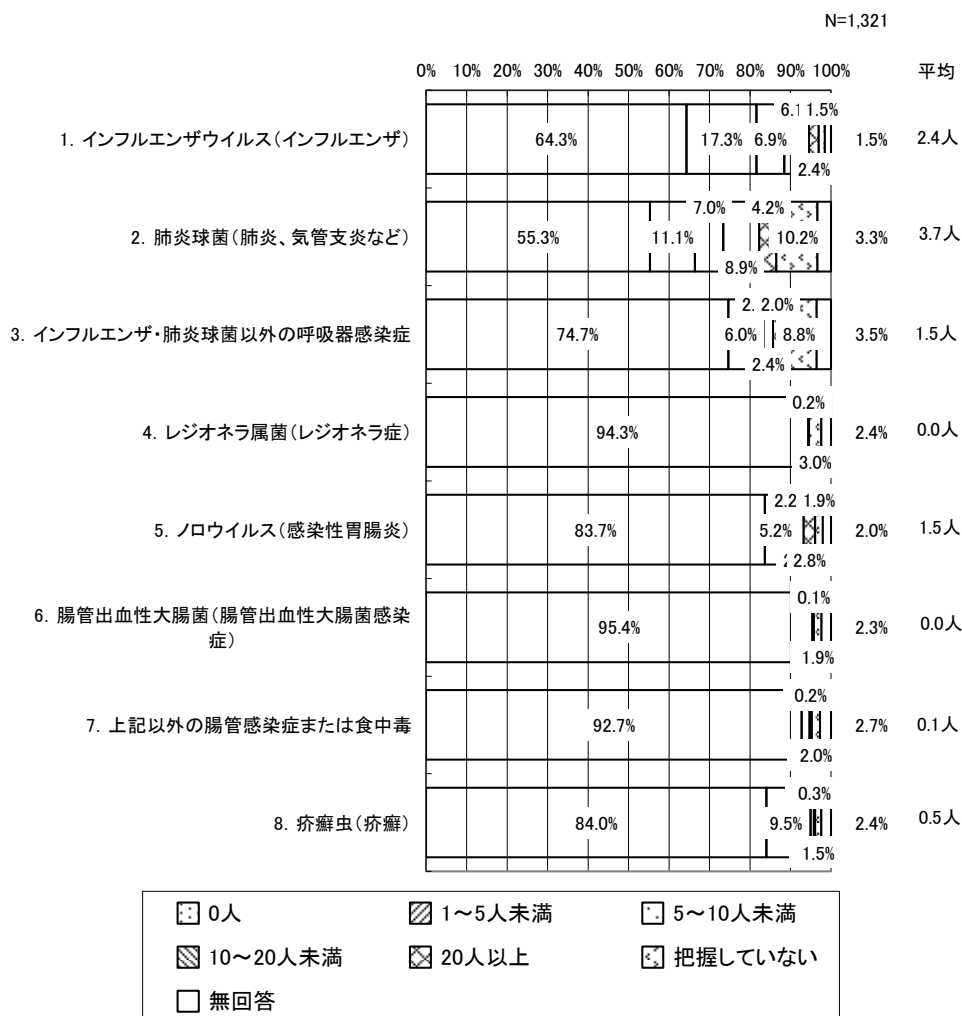 N=1,321
0% 10% 20% 30% 40% 50% 60% 70% 80% 90% 100% 平均
6.1 1.5%
1. インフルエンザウイルス(インフルエンザ) 64.3% 17.3% 6.9% 1.5% 2.4人
2.4%
7.0% 4.2%
2. 肺炎球菌(肺炎、気管支炎など) 55.3% 11.1% 10.2% 3.3% 3.7人
8.9%
2. 2.0%
3. インフルエンザ・肺炎球菌以外の呼吸器感染症 74.7% 6.0% 8.8% 3.5% 1.5人
2.4%
0.2%
4. レジオネラ属菌(レジオネラ症) 94.3% 2.4% 0.0人
3.0%
2.2 1.9%
5. ノロウイルス(感染性胃腸炎) 83.7% 5.2% 2.0% 1.5人
2.8%
0.1%
6. 腸管出血性大腸菌(腸管出血性大腸菌感染
症) 95.4% 2.3% 0.0人
1.9%
0.2%
7. 上記以外の腸管感染症または食中毒 92.7% 2.7% 0.1人
2.0%
0.3%
8. 疥癬虫(疥癬) 84.0% 9.5% 2.4% 0.5人
1.5%
0人 1～5人未満 5～10人未満
10～20人未満 20人以上 把握していない
無回答